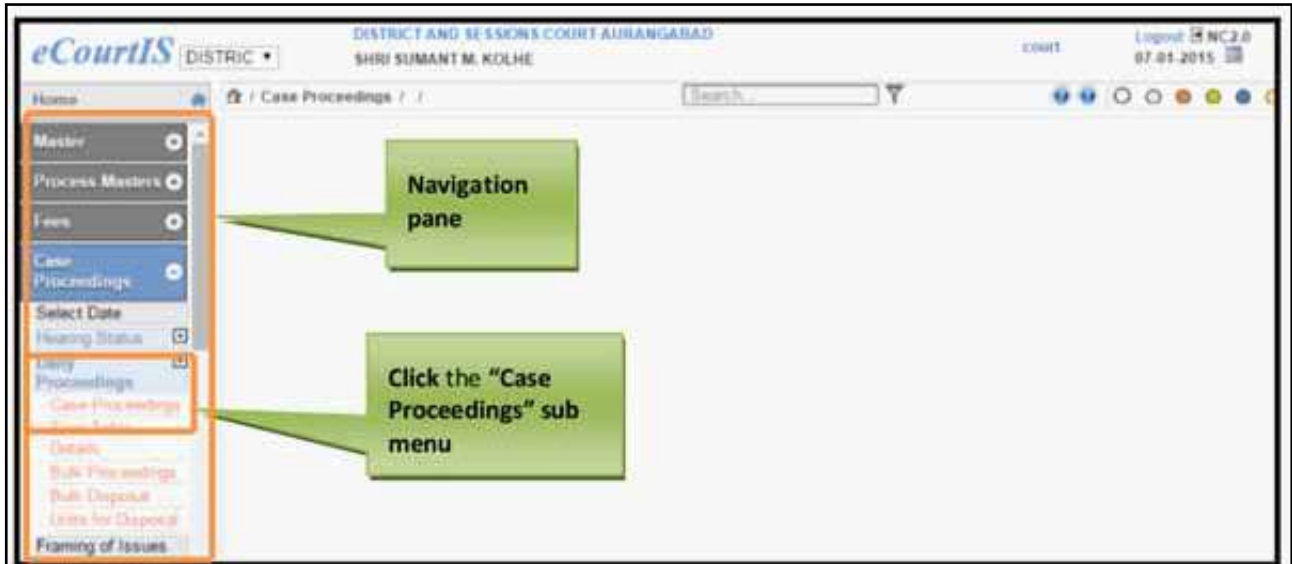 eCourtIS DISTRIC
DISTRICT AND SESSIONS COURT AURANGABAD
SHRI SUMANT M. KOLHE
court
Logout NC2.0
07-01-2015
Home
/ Case Proceedings / /
Search...
Master
Process Masters
Fees
Case
Proceedings
Select Date
Hearing Status
Daily
Proceedings
Case Proceedings
Details
Bulk Proceedings
Bulk Disposal
Units for Disposal
Framing of Issues
Navigation
pane
Click the "Case
Proceedings" sub
menu